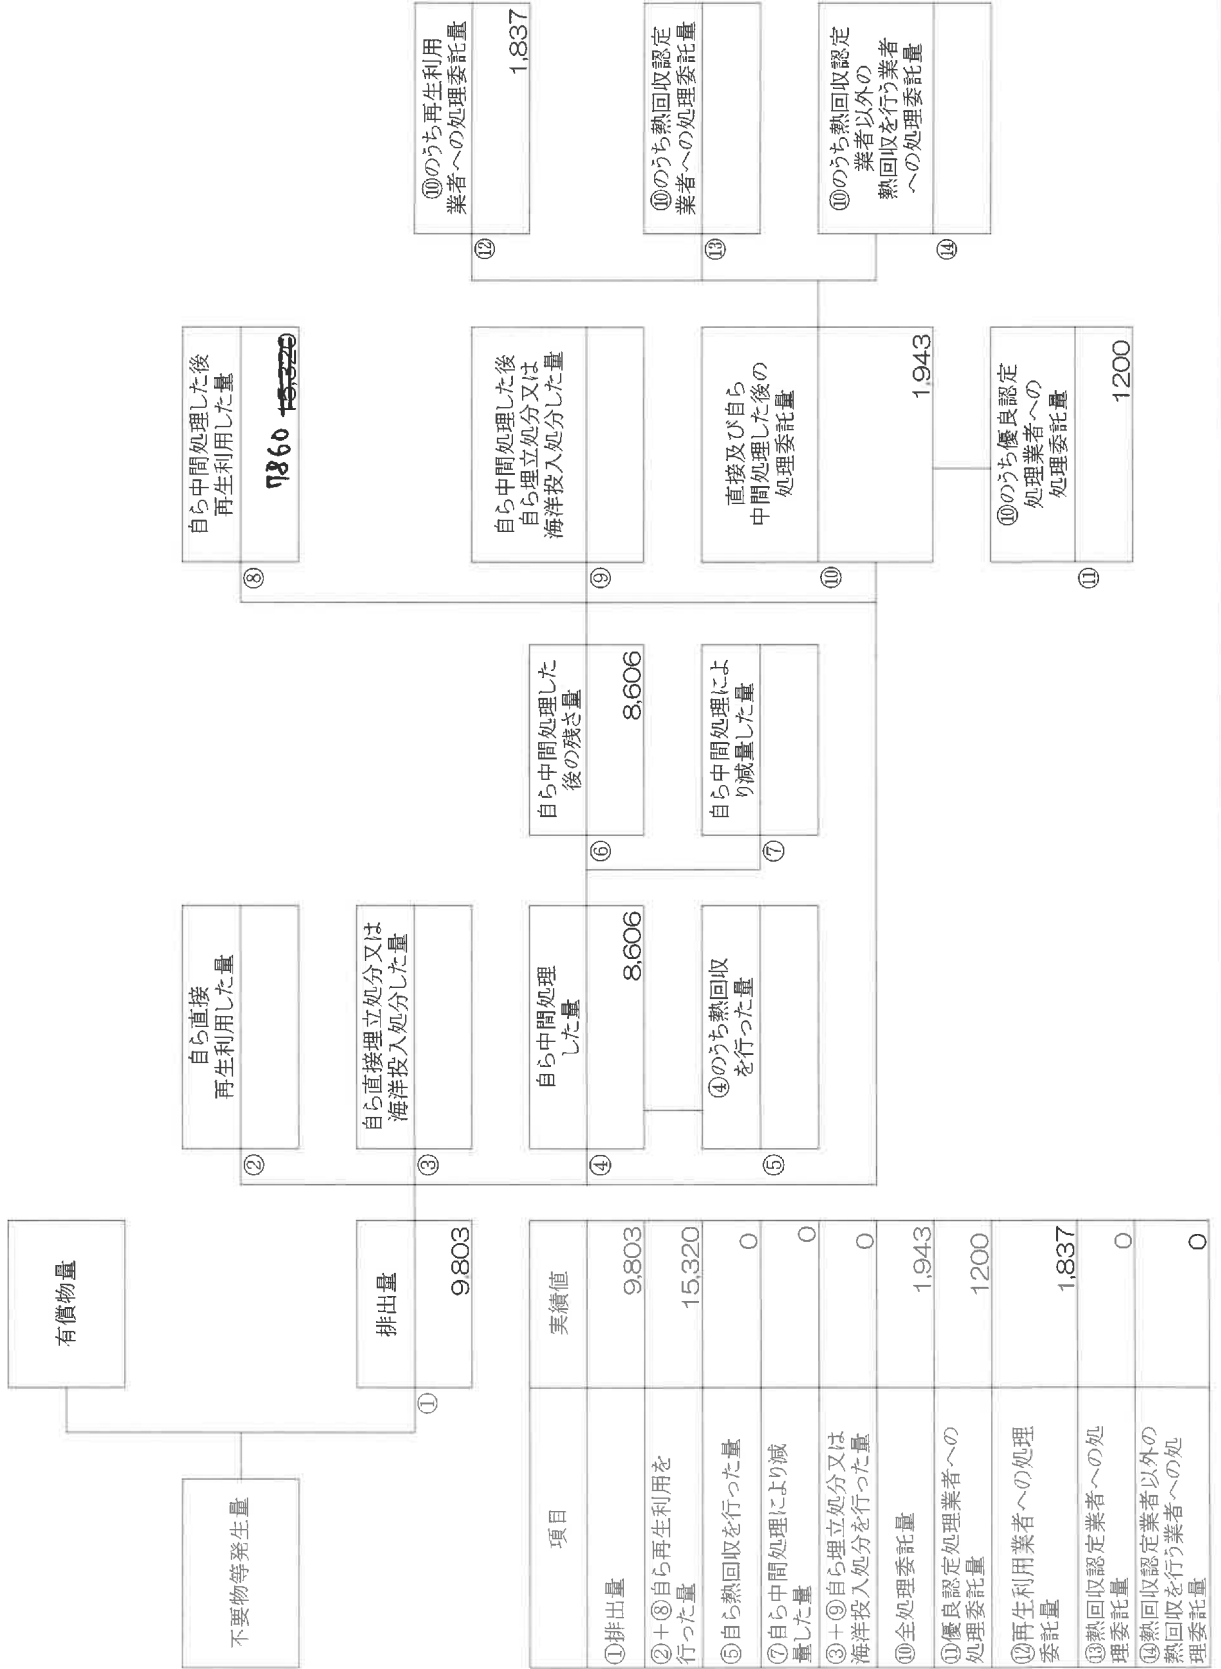 不要物等発生量
有償物量
排出量
①
9,803
自ら直接
再生利用した量
②
自ら直接埋立処分又は
海洋投入処分した量
③
自ら中間処理
した量
④
8,606
④のうち熱回収
を行った量
⑤
自ら中間処理した
後の残さ量
⑥
8,606
自ら中間処理によ
り減量した量
⑦
自ら中間処理した後
再生利用した量
⑧
7860 15,320
自ら中間処理した後
自ら埋立処分又は
海洋投入処分した量
⑨
直接及び自ら
中間処理した後の
処理委託量
⑩
1,943
⑩のうち優良認定
処理業者への
処理委託量
⑪
1200
⑩のうち再生利用
業者への処理委託量
⑫
1,837
⑩のうち熱回収認定
業者への処理委託量
⑬
⑩のうち熱回収認定
業者以外の
熱回収を行う業者
への処理委託量
⑭
項目 実績値
①排出量 9,803
②＋⑧自ら再生利用を
行った量 15,320
⑤自ら熱回収を行った量 0
⑦自ら中間処理により減
量した量 0
③＋⑨自ら埋立処分又は
海洋投入処分を行った量 0
⑩全処理委託量 1,943
⑪優良認定処理業者への
処理委託量 1200
⑫再生利用業者への処理
委託量 1,837
⑬熱回収認定業者への処
理委託量 0
⑭熱回収認定業者以外の
熱回収を行う業者への処
理委託量 0